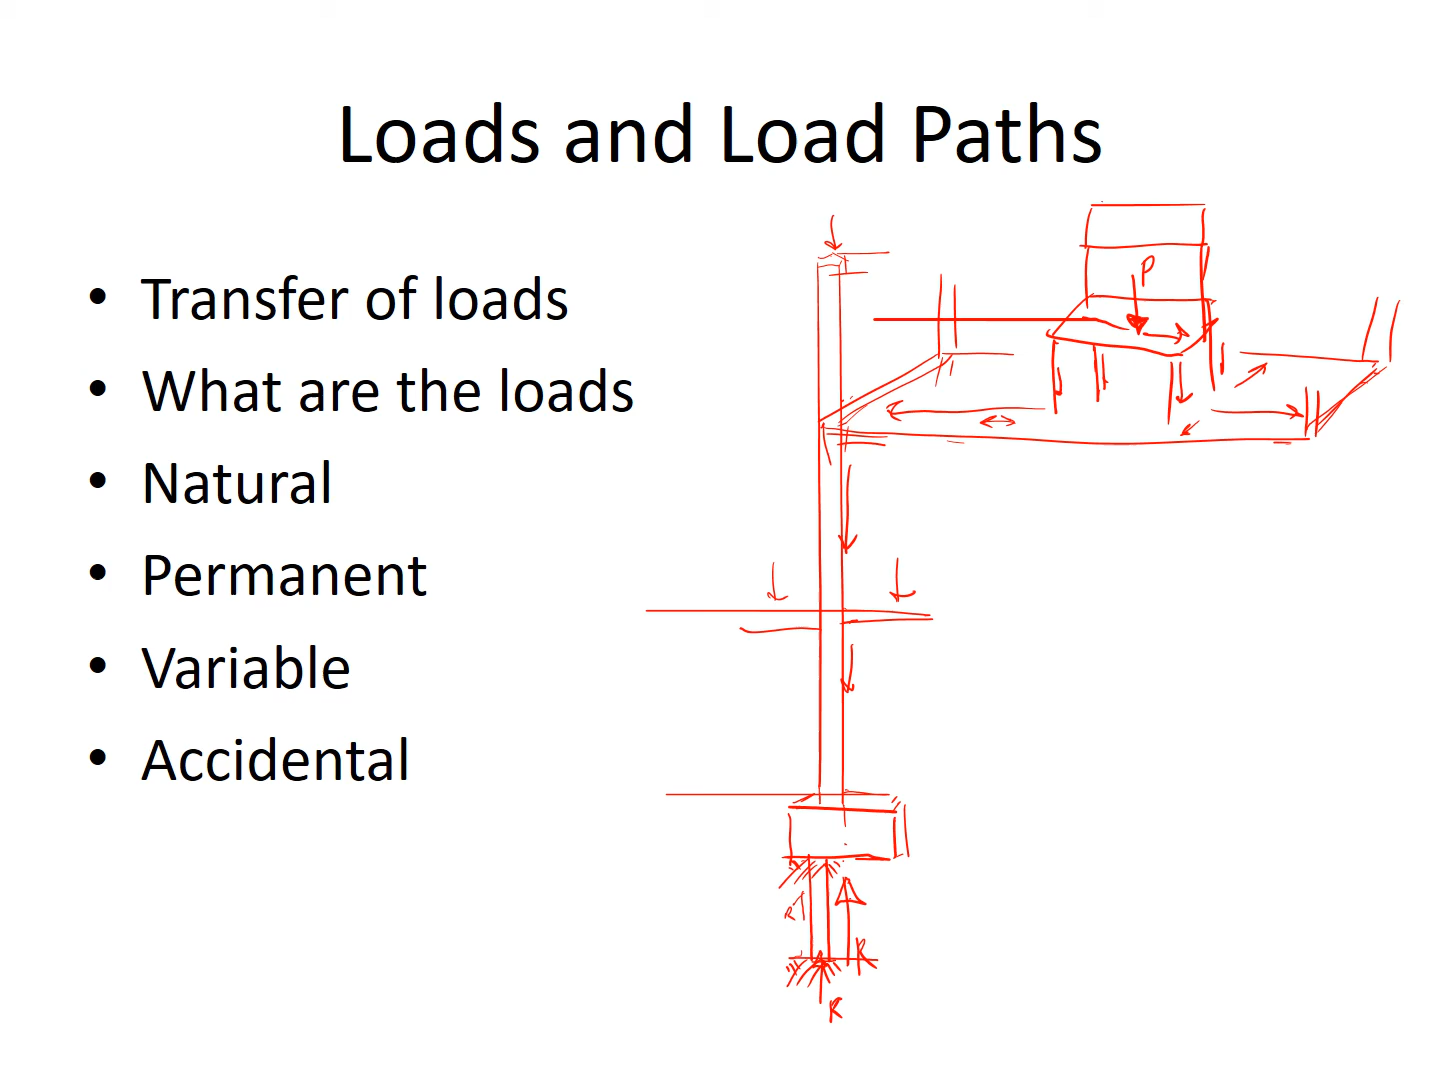 Loads and Load Paths
• Transfer of loads
• What are the loads
• Natural
• Permanent
• Variable
• Accidental
P
R
R